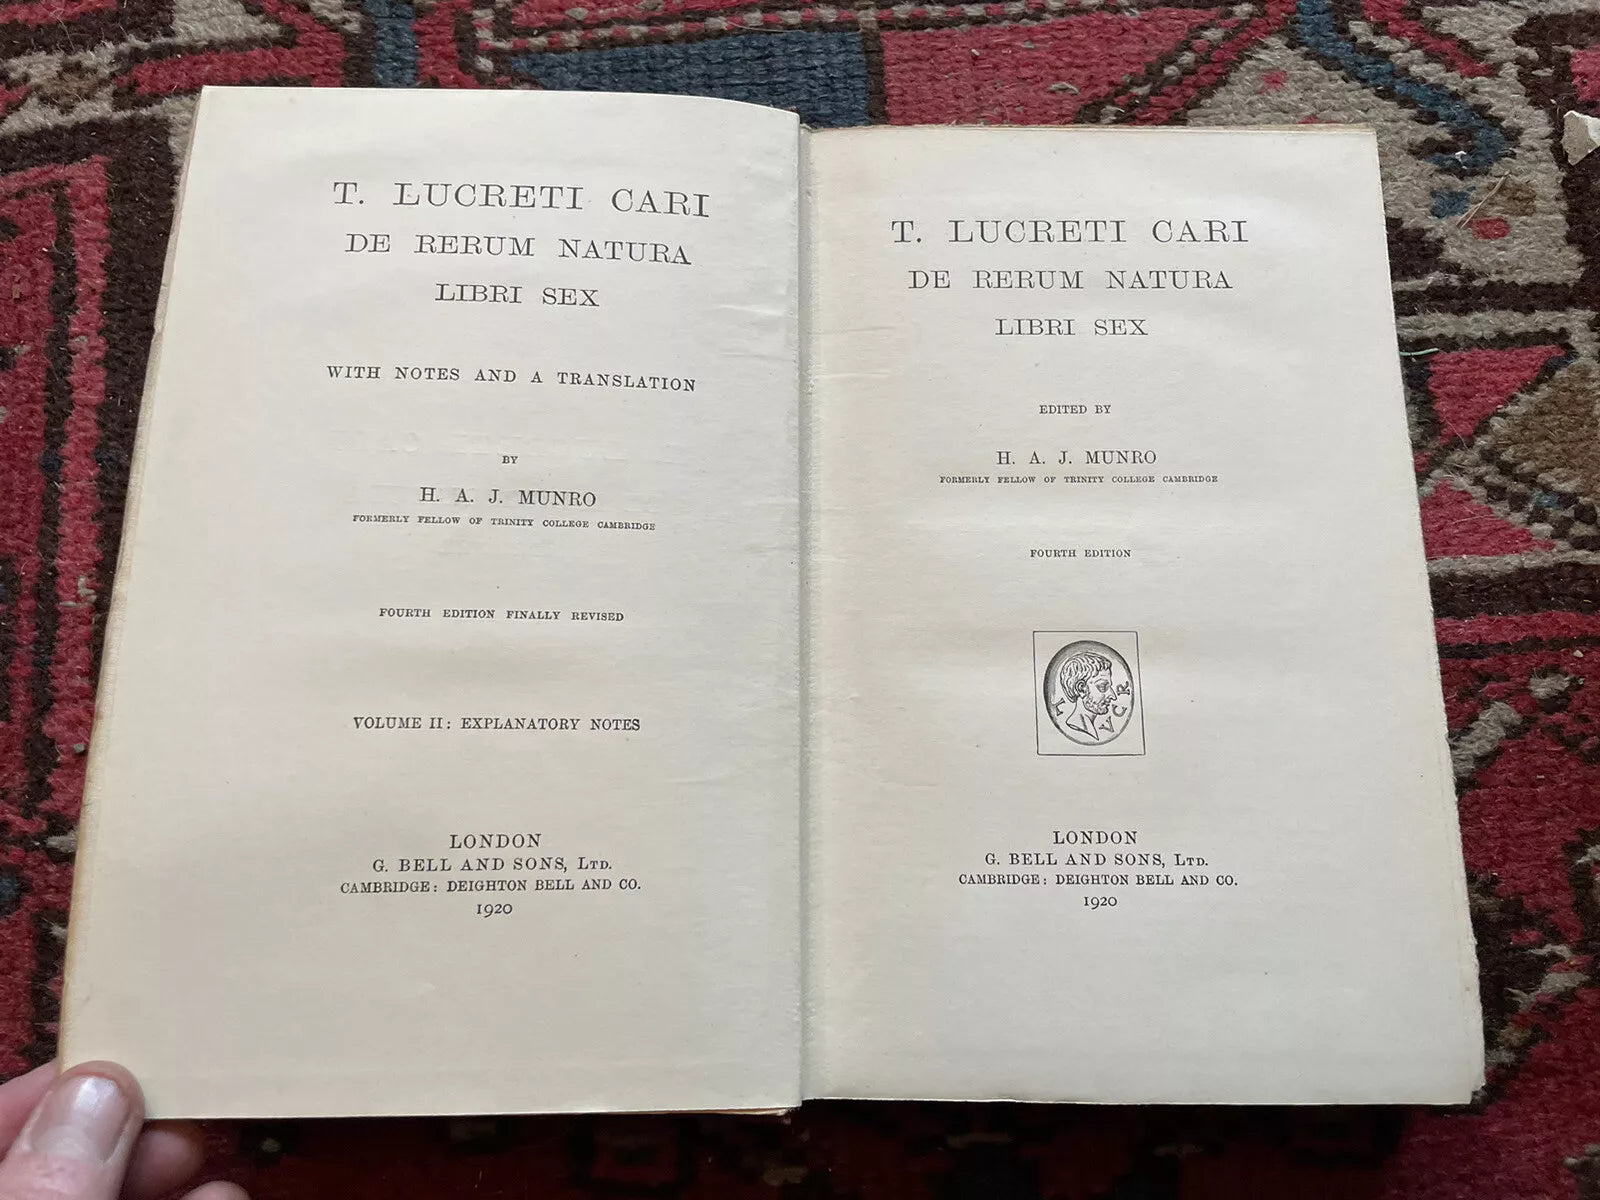 T. LUCRETI CARI
DE RERUM NATURA
LIBRI SEX
WITH NOTES AND A TRANSLATION
BY
H. A. J. MUNRO
FORMERLY FELLOW OF TRINITY COLLEGE CAMBRIDGE
FOURTH EDITION FINALLY REVISED
VOLUME II: EXPLANATORY NOTES
LONDON
G. BELL AND SONS, LTD.
CAMBRIDGE: DEIGHTON BELL AND CO.
1920
T. LUCRETI CARI
DE RERUM NATURA
LIBRI SEX
EDITED BY
H. A. J. MUNRO
FORMERLY FELLOW OF TRINITY COLLEGE CAMBRIDGE
FOURTH EDITION
L VCR
LONDON
G. BELL AND SONS, LTD.
CAMBRIDGE: DEIGHTON BELL AND CO.
1920